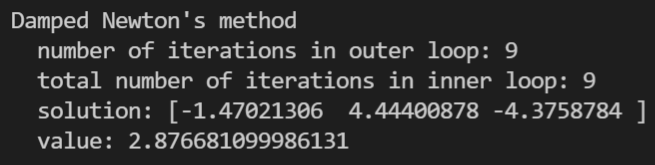 Damped Newton's method
  number of iterations in outer loop: 9
  total number of iterations in inner loop: 9
  solution: [-1.47021306  4.44400878 -4.3758784 ]
  value: 2.876681099986131